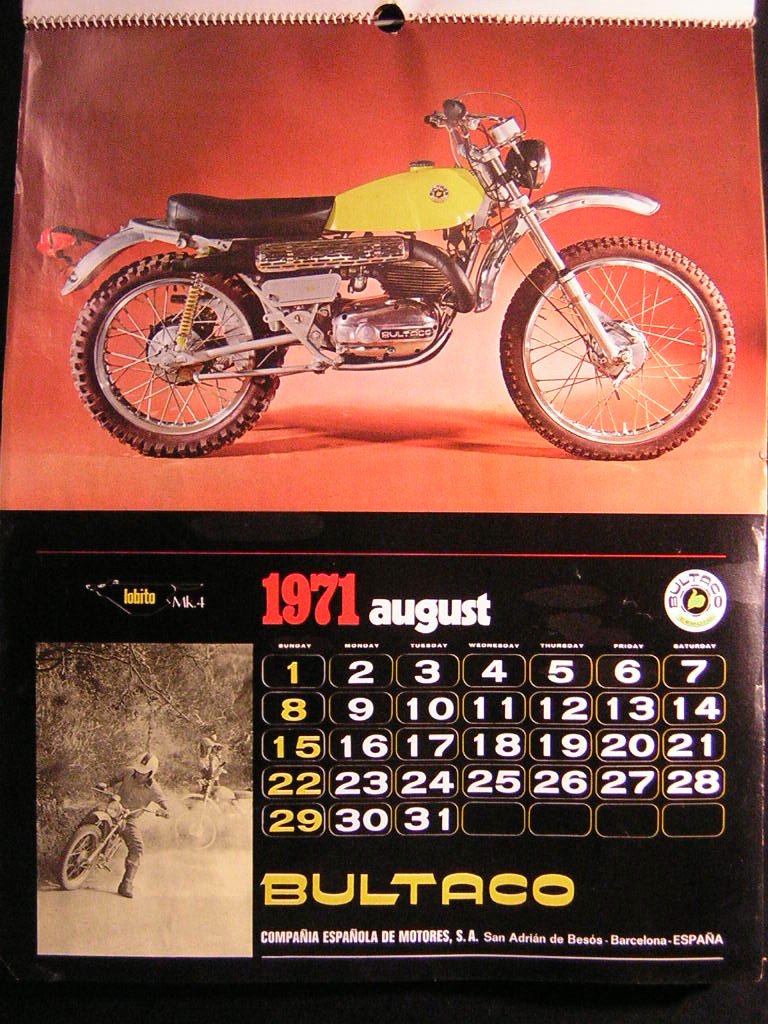 BULTACO
lobito Mk.4
1971 august
BULTACO
SUNDAY MONDAY TUESDAY WEDNESDAY THURSDAY FRIDAY SATURDAY
1 2 3 4 5 6 7
8 9 10 11 12 13 14
15 16 17 18 19 20 21
22 23 24 25 26 27 28
29 30 31
BULTACO
COMPAÑIA ESPAÑOLA DE MOTORES, S. A. San Adrián de Besós - Barcelona - ESPAÑA